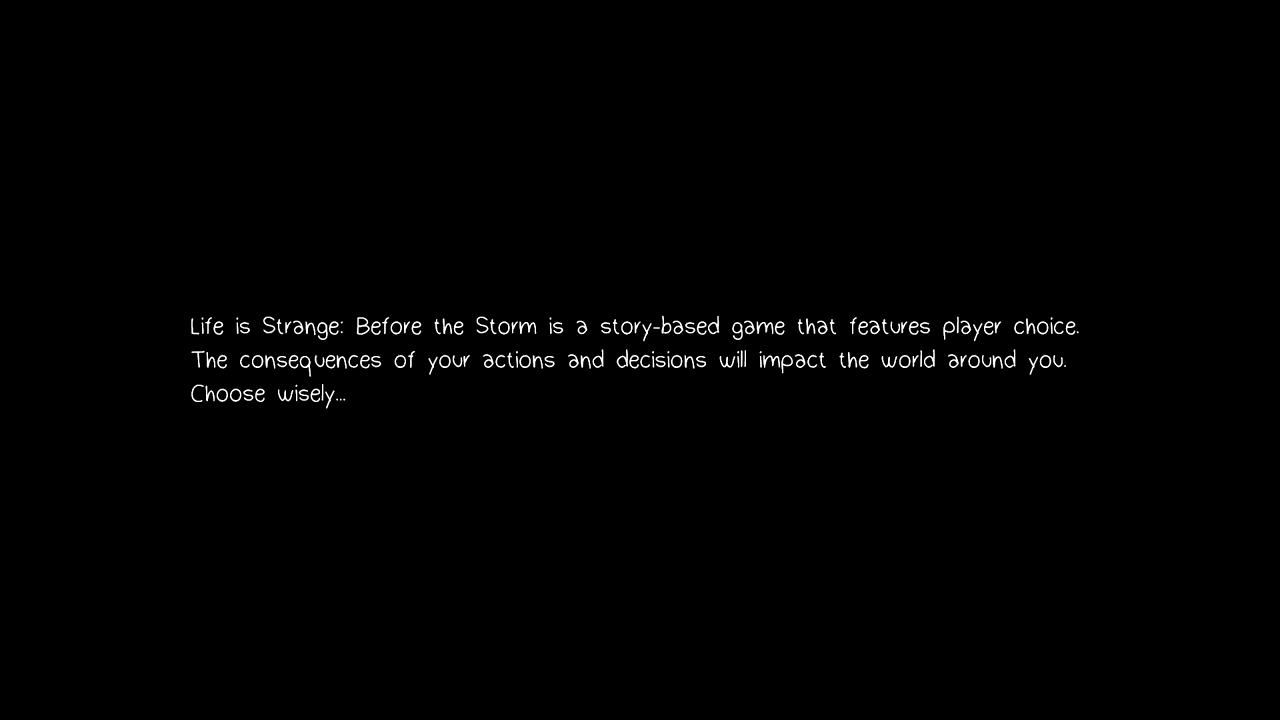 Life is Strange: Before the Storm is a story-based game that features player choice.
The consequences of your actions and decisions will impact the world around you.
Choose wisely...